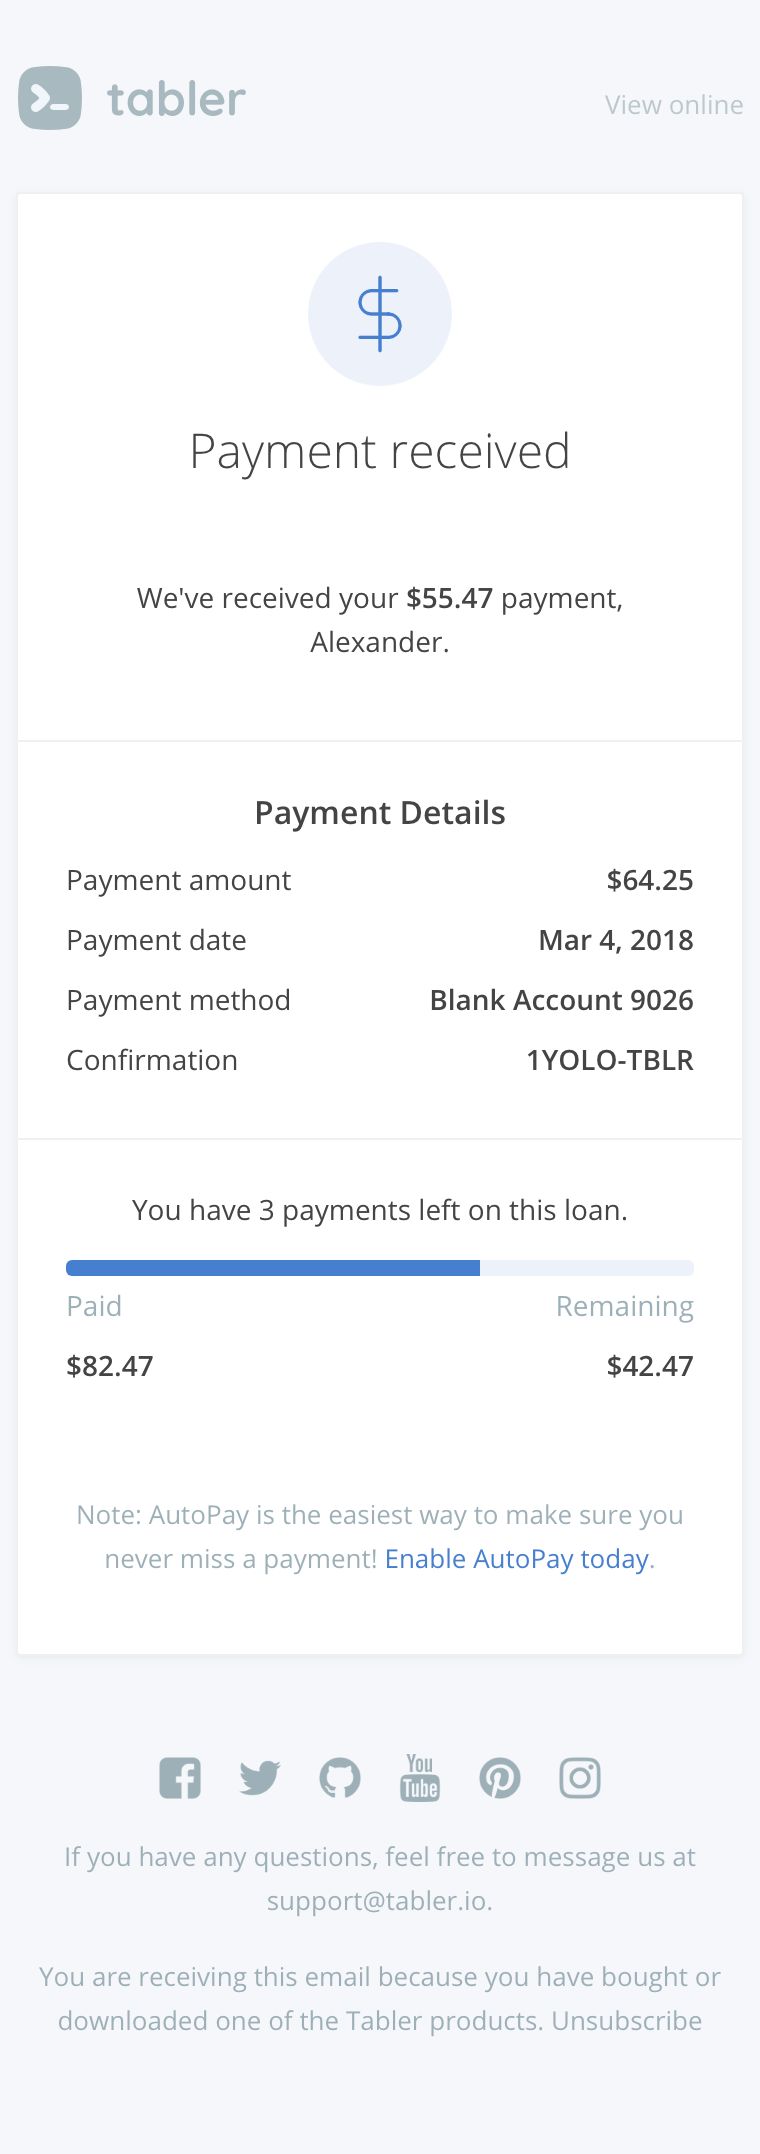 tabler
View online
Payment received
We've received your $55.47 payment,
Alexander.
Payment Details
Payment amount $64.25
Payment date Mar 4, 2018
Payment method Blank Account 9026
Confirmation 1YOLO-TBLR
You have 3 payments left on this loan.
Paid Remaining
$82.47 $42.47
Note: AutoPay is the easiest way to make sure you
never miss a payment! Enable AutoPay today.
You
Tube
If you have any questions, feel free to message us at
support@tabler.io.
You are receiving this email because you have bought or
downloaded one of the Tabler products. Unsubscribe